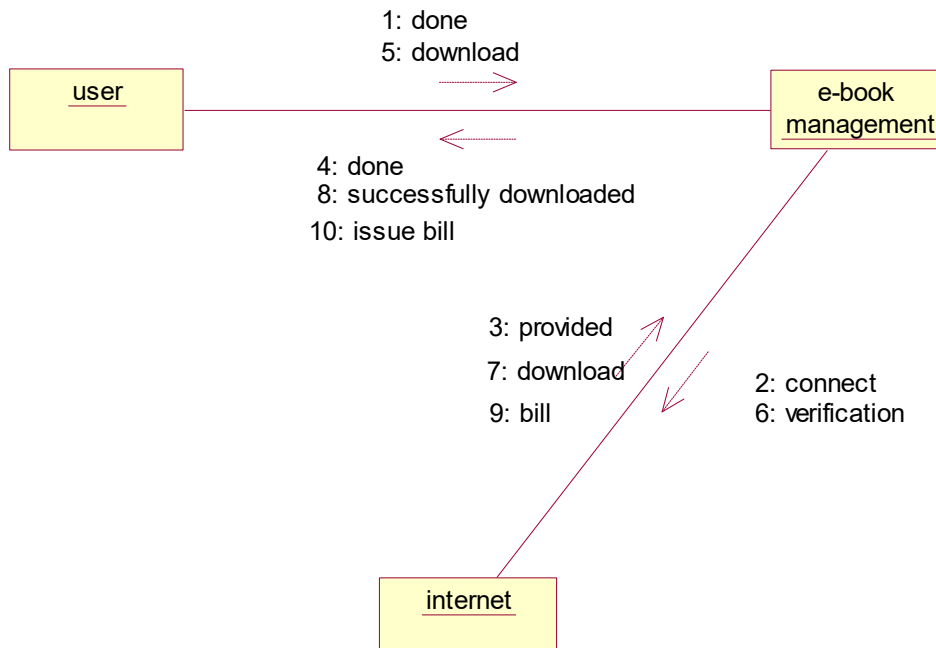 1: done
5: download
user
e-book
management
4: done
8: successfully downloaded
10: issue bill
3: provided
7: download
9: bill
2: connect
6: verification
internet